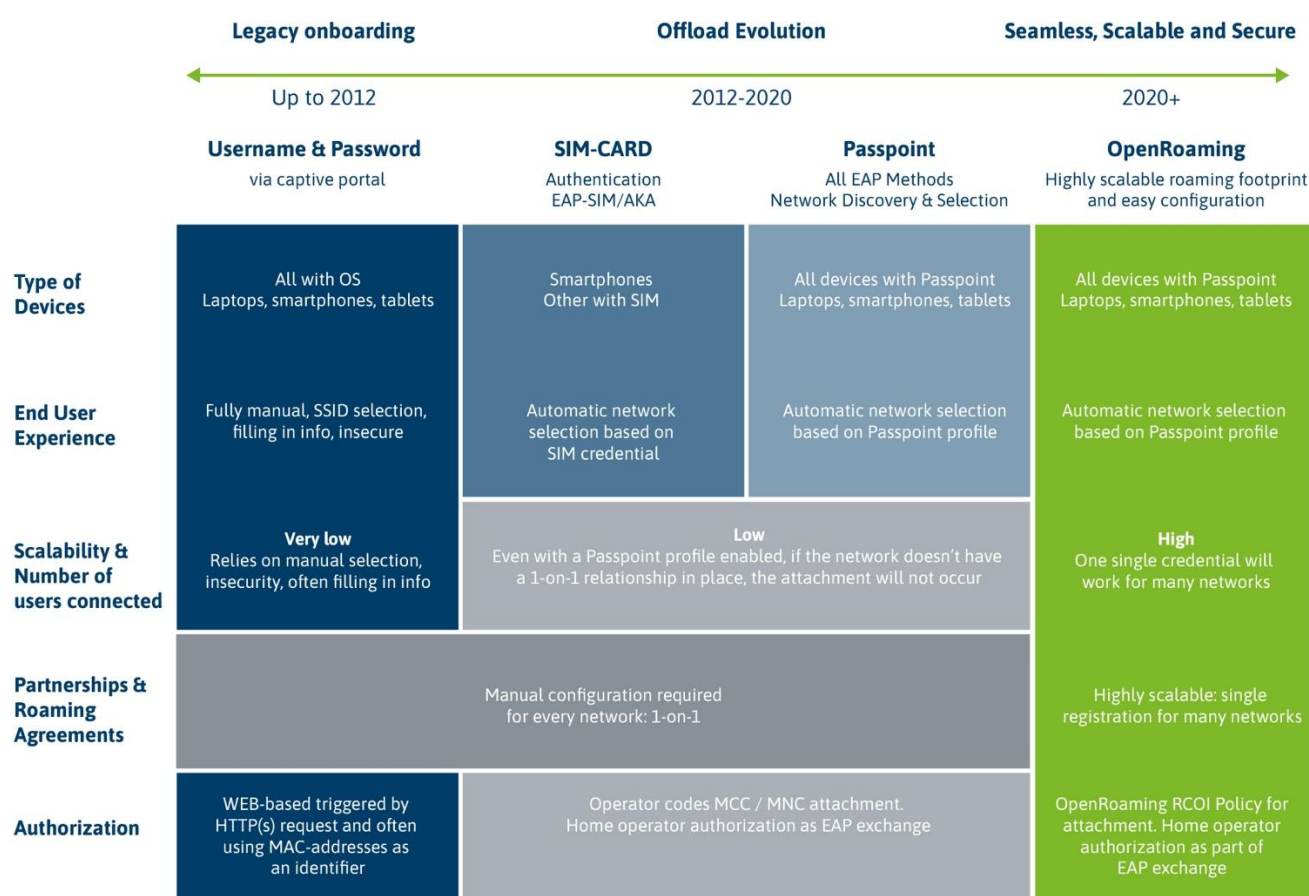 Legacy onboarding
Offload Evolution
Seamless, Scalable and Secure
Up to 2012
2012-2020
2020+
Username & Password
via captive portal
SIM-CARD
Authentication
EAP-SIM/AKA
Passpoint
All EAP Methods
Network Discovery & Selection
OpenRoaming
Highly scalable roaming footprint
and easy configuration
Type of
Devices
All with OS
Laptops, smartphones, tablets
Smartphones
Other with SIM
All devices with Passpoint
Laptops, smartphones, tablets
All devices with Passpoint
Laptops, smartphones, tablets
End User
Experience
Fully manual, SSID selection,
filling in info, insecure
Automatic network
selection based on
SIM credential
Automatic network selection
based on Passpoint profile
Automatic network selection
based on Passpoint profile
Scalability &
Number of
users connected
Very low
Relies on manual selection,
insecurity, often filling in info
Low
Even with a Passpoint profile enabled, if the network doesn't have
a 1-on-1 relationship in place, the attachment will not occur
High
One single credential will
work for many networks
Partnerships &
Roaming
Agreements
Manual configuration required
for every network: 1-on-1
Highly scalable: single
registration for many networks
Authorization
WEB-based triggered by
HTTP(s) request and often
using MAC-addresses as
an identifier
Operator codes MCC / MNC attachment.
Home operator authorization as EAP exchange
OpenRoaming RCOI Policy for
attachment. Home operator
authorization as part of
EAP exchange